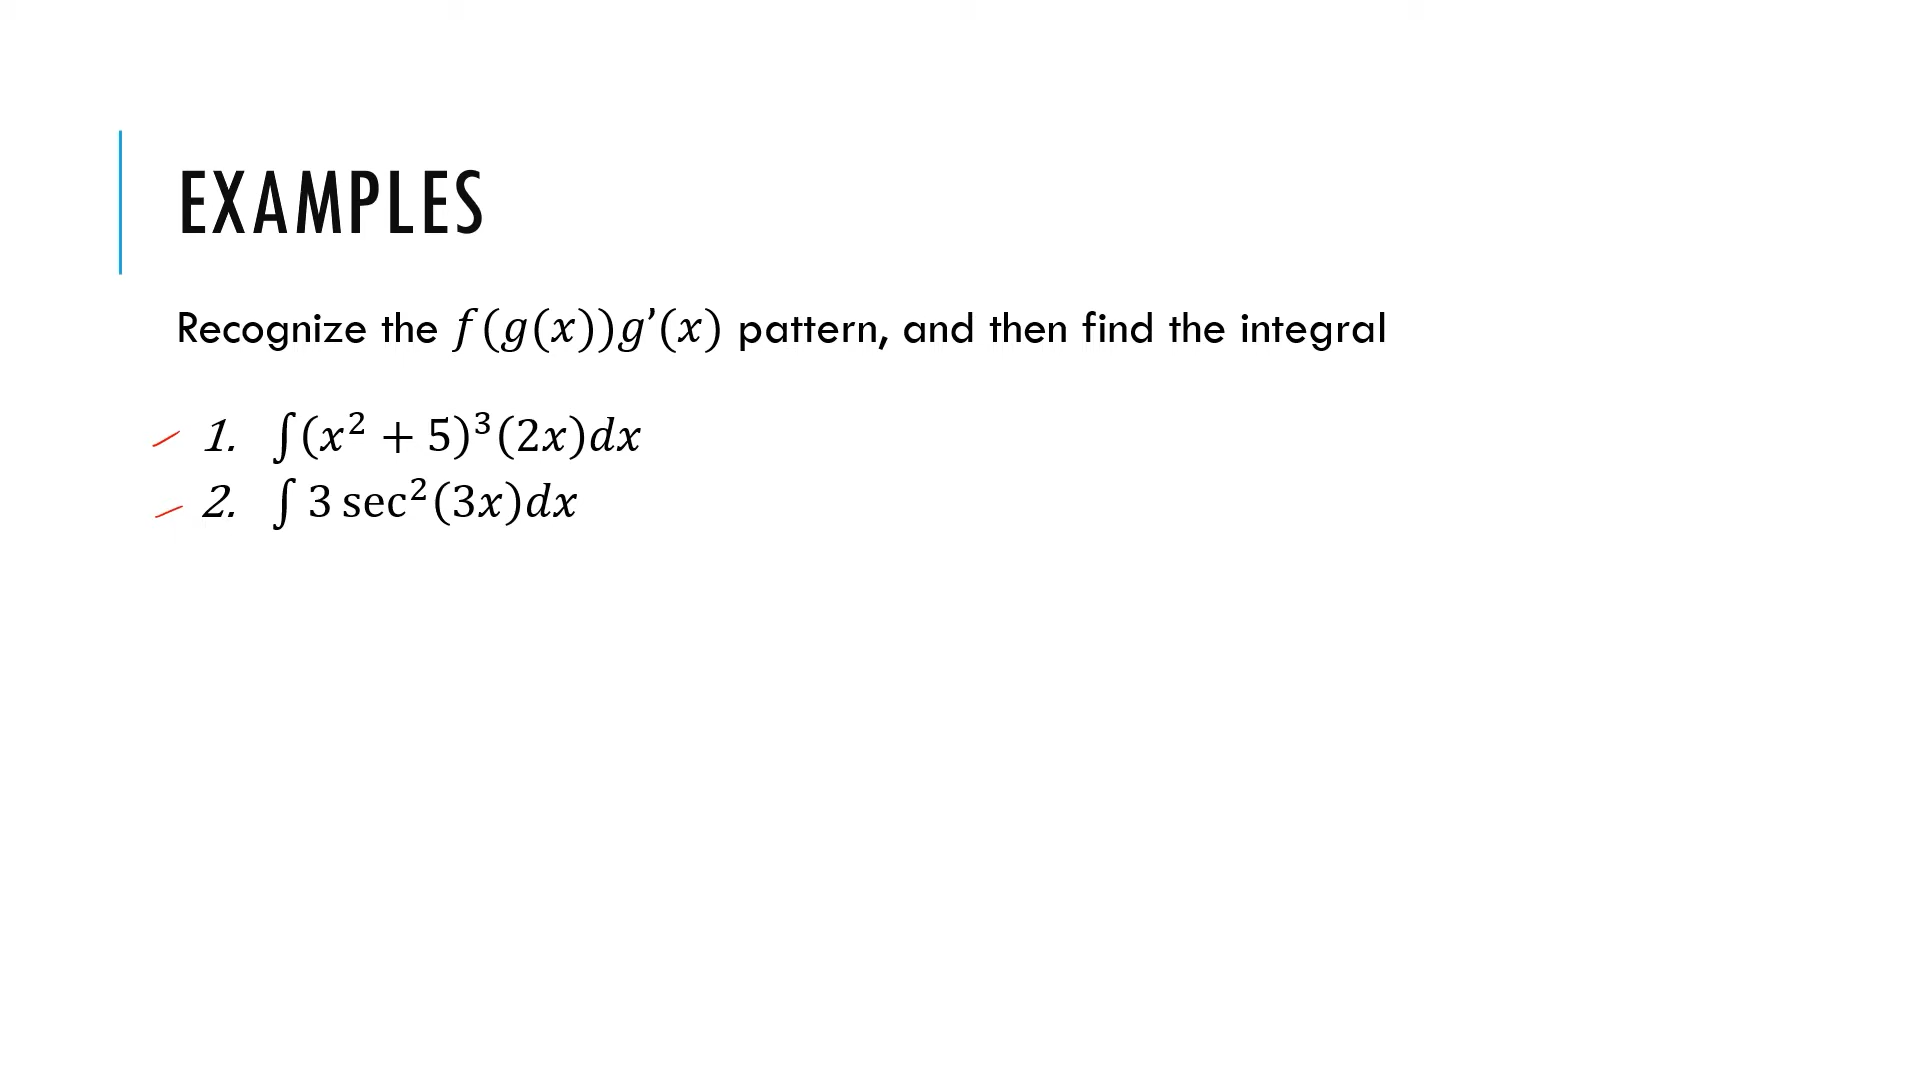 EXAMPLES
Recognize the f(g(x))g’(x) pattern, and then find the integral
1. ∫(x² + 5)³(2x)dx
2. ∫ 3 sec²(3x)dx